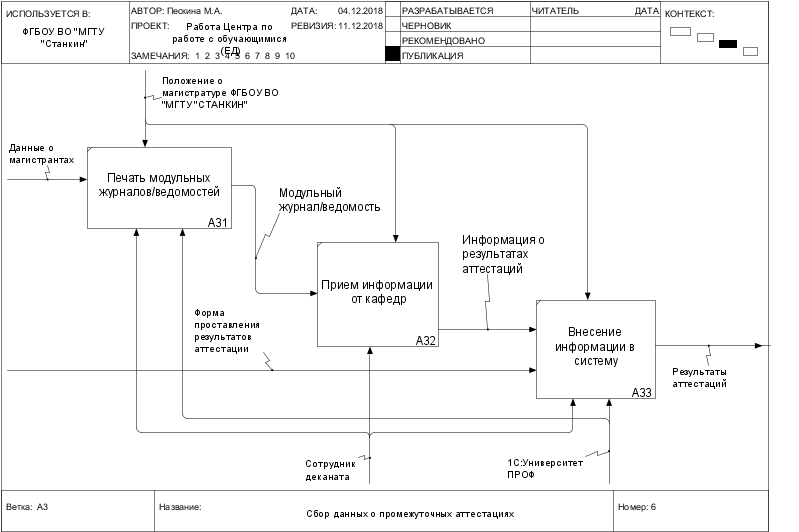 ИСПОЛЬЗУЕТСЯ В:
ФГБОУ ВО "МГТУ
"Станкин"
АВТОР: Пескина М.А.
ДАТА: 04.12.2018
ПРОЕКТ: Работа Центра по
работе с обучающимися
(ЕД)
РЕВИЗИЯ: 11.12.2018
ЗАМЕЧАНИЯ: 1 2 3 4 5 6 7 8 9 10
РАЗРАБАТЫВАЕТСЯ
ЧЕРНОВИК
РЕКОМЕНДОВАНО
ПУБЛИКАЦИЯ
ЧИТАТЕЛЬ ДАТА
КОНТЕКСТ:
Положение о
магистратуре ФГБОУ ВО
"МГТУ "СТАНКИН"
Данные о
магистрантах
Печать модульных
журналов/ведомостей
А31
Модульный
журнал/ведомость
Прием информации
от кафедр
А32
Информация о
результатах
аттестаций
Форма
проставления
результатов
аттестации
Внесение
информации в
систему
А33
Результаты
аттестаций
Сотрудник
деканата
1С:Университет
ПРОФ
Ветка: А3
Название:
Сбор данных о промежуточных аттестациях
Номер: 6